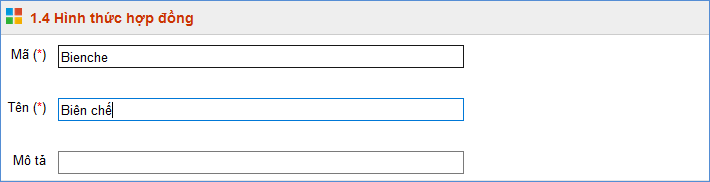 1.4 Hình thức hợp đồng
Mã (*) Bienche
Tên (*) Biên chế
Mô tả